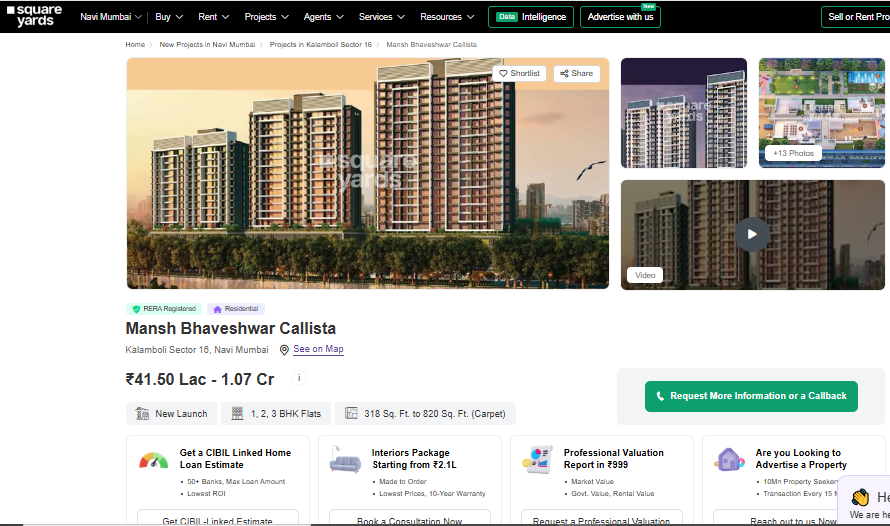 square yards
Navi Mumbai
Buy
Rent
Projects
Agents
Services
Resources
Data Intelligence
Advertise with us
New
Sell or Rent Pro
Home
New Projects in Navi Mumbai
Projects in Kalamboli Sector 16
Mansh Bhaveshwar Callista
Shortlist
Share
square yards
square yards
+13 Photos
Video
RERA Registered
Residential
Mansh Bhaveshwar Callista
Kalamboli Sector 16, Navi Mumbai
See on Map
₹41.50 Lac - 1.07 Cr
i
Request More Information or a Callback
New Launch
1, 2, 3 BHK Flats
318 Sq. Ft. to 820 Sq. Ft. (Carpet)
Get a CIBIL Linked Home
Loan Estimate
• 50+ Banks, Max Loan Amount
• Lowest ROI
Get CIBIL-Linked Estimate
Interiors Package
Starting from ₹2.1L
• Made to Order
• Lowest Prices, 10-Year Warranty
Book a Consultation Now
Professional Valuation
Report in ₹999
• Market Value
• Govt. Value, Rental Value
Request a Professional Valuation
Are you Looking to
Advertise a Property
• 10Mn Property Seekers
• Transaction Every 15 M
Reach out to us Now
He
We are he